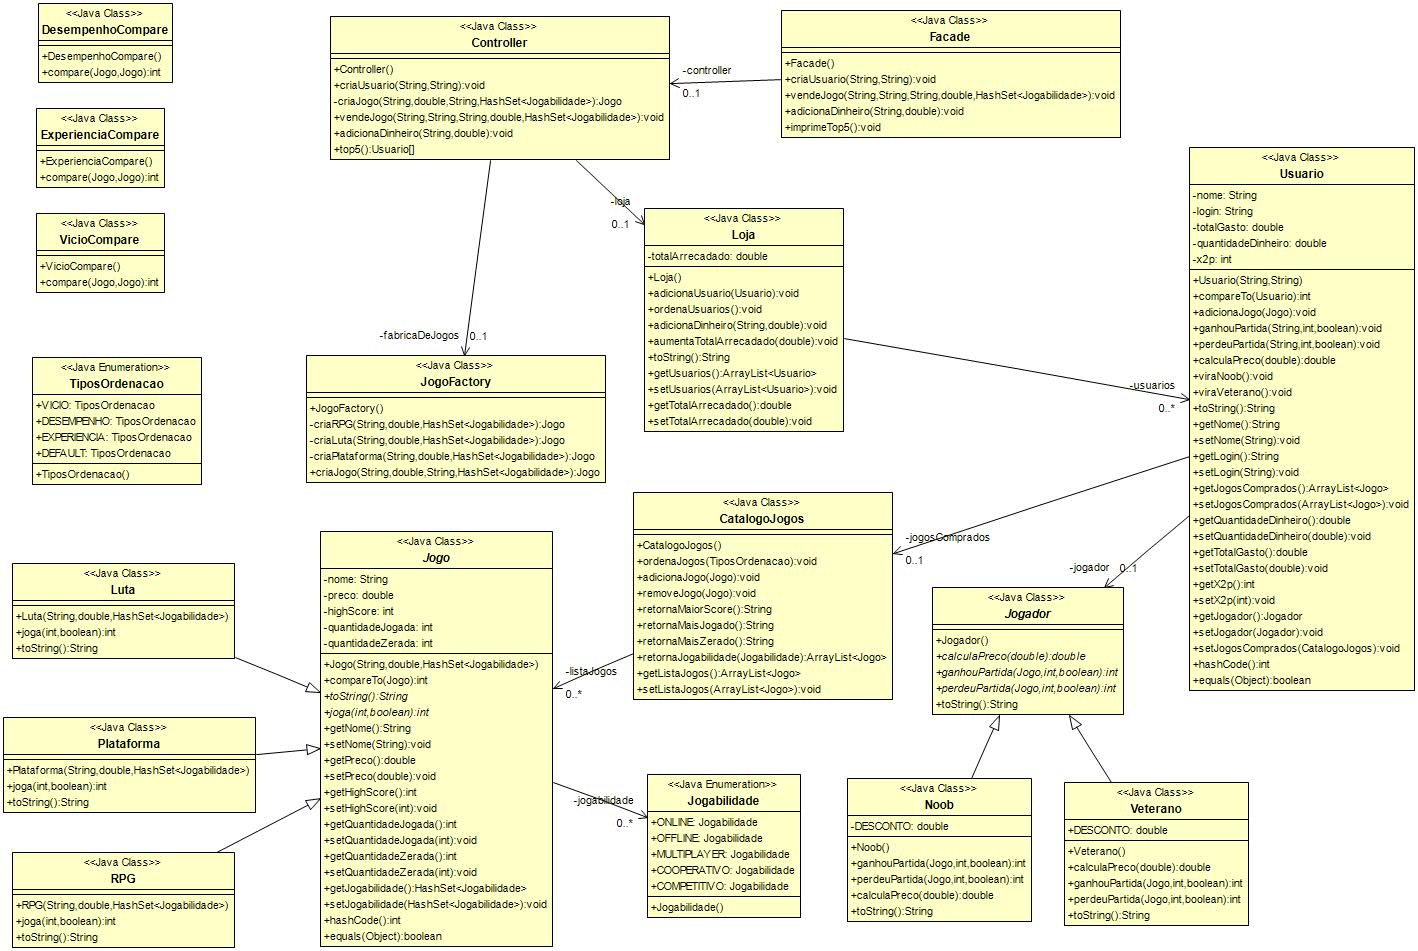 <<Java Class>>
DesempenhoCompare
+DesempenhoCompare()
+compare(Jogo,Jogo):int
<<Java Class>>
ExperienciaCompare
+ExperienciaCompare()
+compare(Jogo,Jogo):int
<<Java Class>>
VicioCompare
+VicioCompare()
+compare(Jogo,Jogo):int
<<Java Enumeration>>
TiposOrdenacao
+VICIO: TiposOrdenacao
+DESEMPENHO: TiposOrdenacao
+EXPERIENCIA: TiposOrdenacao
+DEFAULT: TiposOrdenacao
+TiposOrdenacao()
<<Java Class>>
Controller
+Controller()
+criaUsuario(String,String):void
-criaJogo(String,double,String,HashSet<Jogabilidade>):Jogo
+vendeJogo(String,String,String,double,HashSet<Jogabilidade>):void
+adicionaDinheiro(String,double):void
+top5():Usuario[]
-controller
0..1
<<Java Class>>
Facade
+Facade()
+criaUsuario(String,String):void
+vendeJogo(String,String,String,double,HashSet<Jogabilidade>):void
+adicionaDinheiro(String,double):void
+imprimeTop5():void
-loja
0..1
<<Java Class>>
Loja
-totalArrecadado: double
+Loja()
+adicionaUsuario(Usuario):void
+ordenaUsuarios():void
+adicionaDinheiro(String,double):void
+aumentaTotalArrecadado(double):void
+toString():String
+getUsuarios():ArrayList<Usuario>
+setUsuarios(ArrayList<Usuario>):void
+getTotalArrecadado():double
+setTotalArrecadado(double):void
-usuarios
0..*
<<Java Class>>
Usuario
-nome: String
-login: String
-totalGasto: double
-quantidadeDinheiro: double
-x2p: int
+Usuario(String,String)
+compareTo(Usuario):int
+adicionaJogo(Jogo):void
+ganhouPartida(String,int,boolean):void
+perdeuPartida(String,int,boolean):void
+calculaPreco(double):double
+viraNoob():void
+viraVeterano():void
+toString():String
+getNome():String
+setNome(String):void
+getLogin():String
+setLogin(String):void
+getJogosComprados():ArrayList<Jogo>
+setJogosComprados(ArrayList<Jogo>):void
+getQuantidadeDinheiro():double
+setQuantidadeDinheiro(double):void
+getTotalGasto():double
+setTotalGasto(double):void
+getX2p():int
+setX2p(int):void
+getJogador():Jogador
+setJogador(Jogador):void
+setJogosComprados(CatalogoJogos):void
+hashCode():int
+equals(Object):boolean
-fabricaDeJogos
0..1
<<Java Class>>
JogoFactory
+JogoFactory()
-criaRPG(String,double,HashSet<Jogabilidade>):Jogo
-criaLuta(String,double,HashSet<Jogabilidade>):Jogo
-criaPlataforma(String,double,HashSet<Jogabilidade>):Jogo
+criaJogo(String,double,String,HashSet<Jogabilidade>):Jogo
<<Java Class>>
CatalogoJogos
+CatalogoJogos()
+ordenaJogos(TiposOrdenacao):void
+adicionaJogo(Jogo):void
+removeJogo(Jogo):void
+retornaMaiorScore():String
+retornaMaisJogado():String
+retornaMaisZerado():String
+retornaJogabilidade(Jogabilidade):ArrayList<Jogo>
+getListaJogos():ArrayList<Jogo>
+setListaJogos(ArrayList<Jogo>):void
-jogosComprados
0..1
-jogador
0..1
<<Java Class>>
Jogador
+Jogador()
+calculaPreco(double):double
+ganhouPartida(Jogo,int,boolean):int
+perdeuPartida(Jogo,int,boolean):int
+toString():String
<<Java Class>>
Luta
+Luta(String,double,HashSet<Jogabilidade>)
+joga(int,boolean):int
+toString():String
<<Java Class>>
Plataforma
+Plataforma(String,double,HashSet<Jogabilidade>)
+joga(int,boolean):int
+toString():String
<<Java Class>>
RPG
+RPG(String,double,HashSet<Jogabilidade>)
+joga(int,boolean):int
+toString():String
<<Java Class>>
Jogo
-nome: String
-preco: double
-highScore: int
-quantidadeJogada: int
-quantidadeZerada: int
+Jogo(String,double,HashSet<Jogabilidade>)
+compareTo(Jogo):int
+toString():String
+joga(int,boolean):int
+getNome():String
+setNome(String):void
+getPreco():double
+setPreco(double):void
+getHighScore():int
+setHighScore(int):void
+getQuantidadeJogada():int
+setQuantidadeJogada(int):void
+getQuantidadeZerada():int
+setQuantidadeZerada(int):void
+getJogabilidade():HashSet<Jogabilidade>
+setJogabilidade(HashSet<Jogabilidade>):void
+hashCode():int
+equals(Object):boolean
-listaJogos
0..*
-jogabilidade
0..*
<<Java Enumeration>>
Jogabilidade
+ONLINE: Jogabilidade
+OFFLINE: Jogabilidade
+MULTIPLAYER: Jogabilidade
+COOPERATIVO: Jogabilidade
+COMPETITIVO: Jogabilidade
+Jogabilidade()
<<Java Class>>
Noob
-DESCONTO: double
+Noob()
+ganhouPartida(Jogo,int,boolean):int
+perdeuPartida(Jogo,int,boolean):int
+calculaPreco(double):double
+toString():String
<<Java Class>>
Veterano
+DESCONTO: double
+Veterano()
+calculaPreco(double):double
+ganhouPartida(Jogo,int,boolean):int
+perdeuPartida(Jogo,int,boolean):int
+toString():String